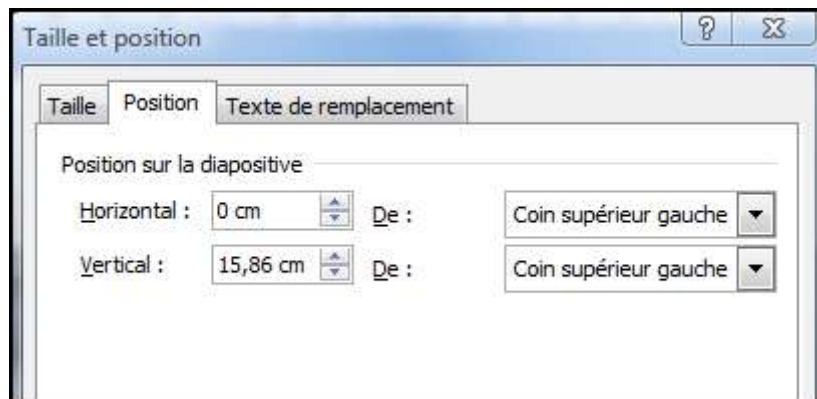 Taille et position
Taille Position Texte de remplacement
Position sur la diapositive
Horizontal : 0 cm De : Coin supérieur gauche
Vertical : 15,86 cm De : Coin supérieur gauche